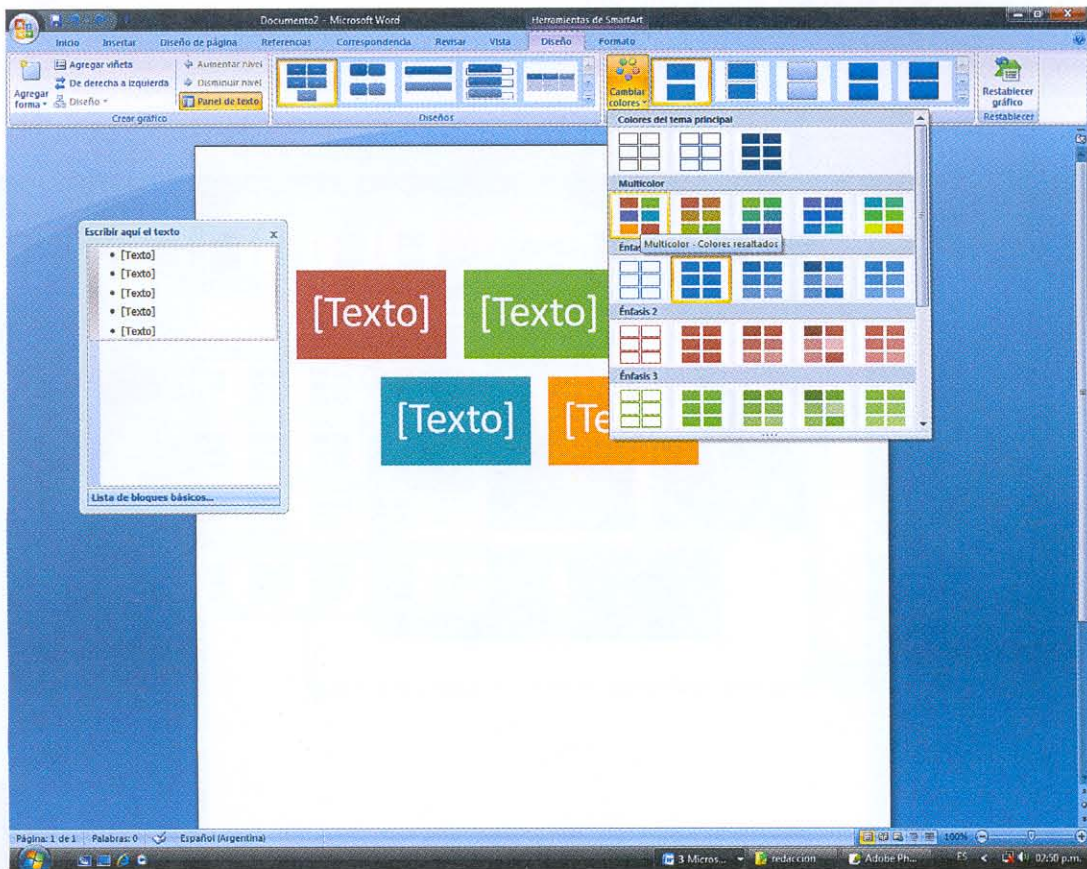 Documento2 - Microsoft Word
Herramientas de SmartArt
Inicio Insertar Diseño de página Referencias Correspondencia Revisar Vista Diseño Formato
Agregar forma
Agregar viñeta
De derecha a izquierda
Diseño
Aumentar nivel
Disminuir nivel
Panel de texto
Crear gráfico
Diseños
Cambiar colores
Restablecer gráfico
Restablecer
Colores del tema principal
Multicolor
Multicolor - Colores resaltados
Énfas
Énfasis 2
Énfasis 3
Escribir aquí el texto x
• [Texto]
• [Texto]
• [Texto]
• [Texto]
• [Texto]
Lista de bloques básicos...
[Texto] [Texto]
[Texto] [Te
Página: 1 de 1 Palabras: 0 Español (Argentina)
100%
3 Micros... redaccion Adobe Ph... ES 02:50 p.m.